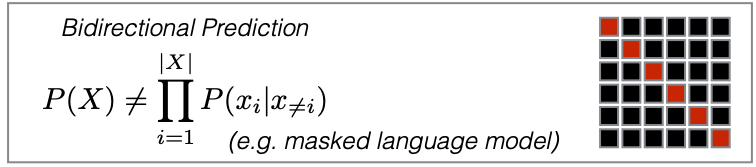 Bidirectional Prediction
P(X) ≠ ∏_{i=1}^{|X|} P(x_i|x_{≠i})
(e.g. masked language model)